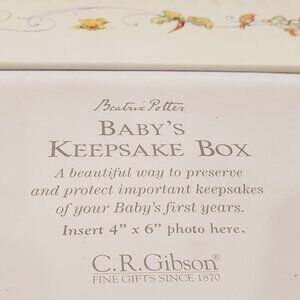 Beatrix Potter
BABY'S
KEEPSAKE BOX
A beautiful way to preserve
and protect important keepsakes
of your Baby's first years.
Insert 4" x 6" photo here.
C.R.Gibson®
FINE GIFTS SINCE 1870